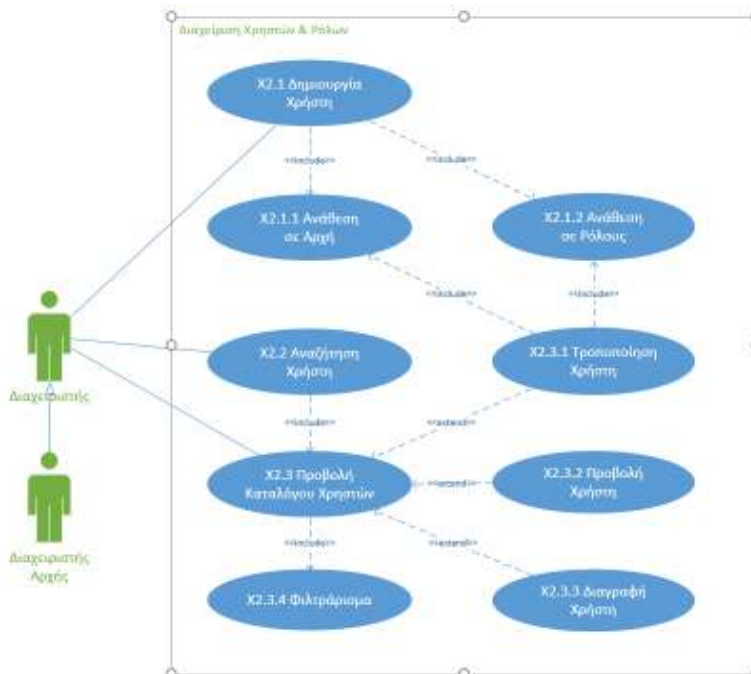 Διαχείριση Χρηστών & Ρόλων
Χ2.1 Δημιουργία
Χρήστη
<<include>>
<<include>>
Χ2.1.1 Ανάθεση
σε Αρχή
Χ2.1.2 Ανάθεση
σε Ρόλους
<<include>>
<<include>>
Χ2.2 Αναζήτηση
Χρήστη
Χ2.3.1 Τροποποίηση
Χρήστη
Διαχειριστής
<<include>>
<<extend>>
Χ2.3 Προβολή
Καταλόγου Χρηστών
<<extend>>
Χ2.3.2 Προβολή
Χρήστη
<<include>>
<<extend>>
Διαχειριστής
Αρχής
Χ2.3.4 Φιλτράρισμα
Χ2.3.3 Διαγραφή
Χρήστη